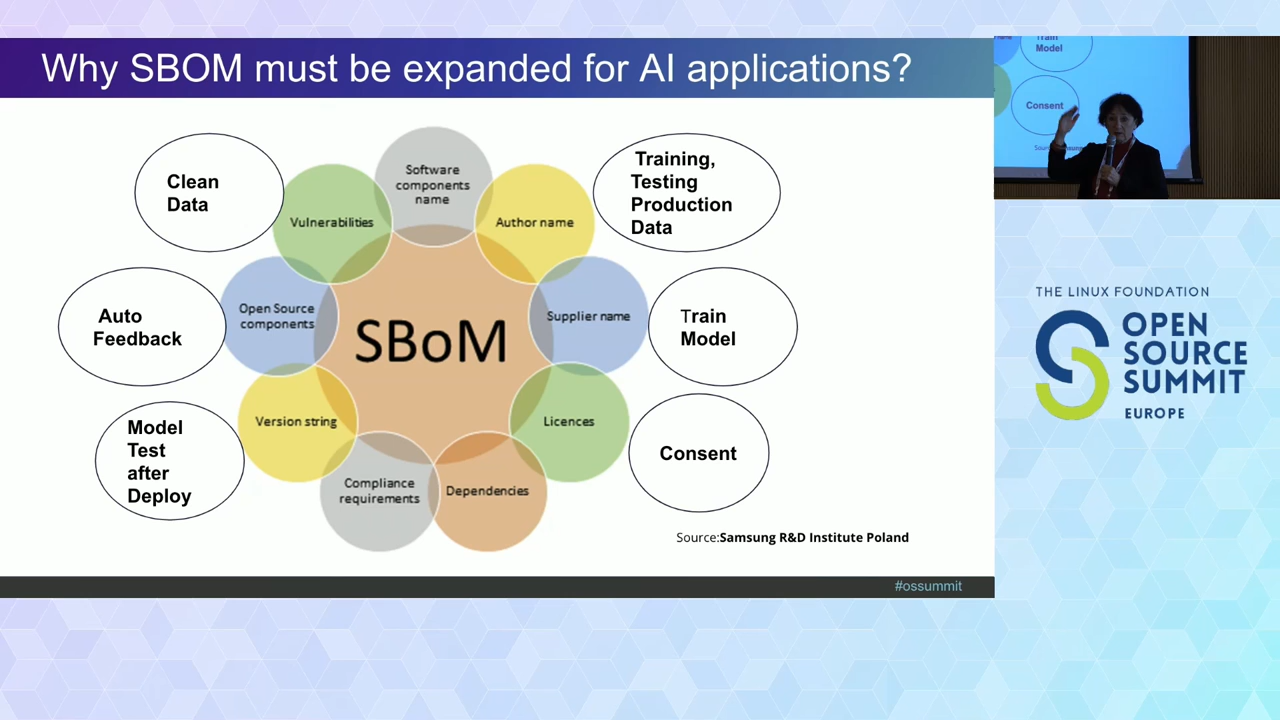 Why SBOM must be expanded for AI applications?
Clean
Data
Vulnerabilities
Software
components
name
Author name
Training,
Testing
Production
Data
Auto
Feedback
Open Source
components
SBoM
Supplier name
Train
Model
Model
Test
after
Deploy
Version string
Compliance
requirements
Dependencies
Licences
Consent
Source:Samsung R&D Institute Poland
#ossummit
Train
Model
Consent
THE LINUX FOUNDATION
OPEN
SOURCE
SUMMIT
EUROPE